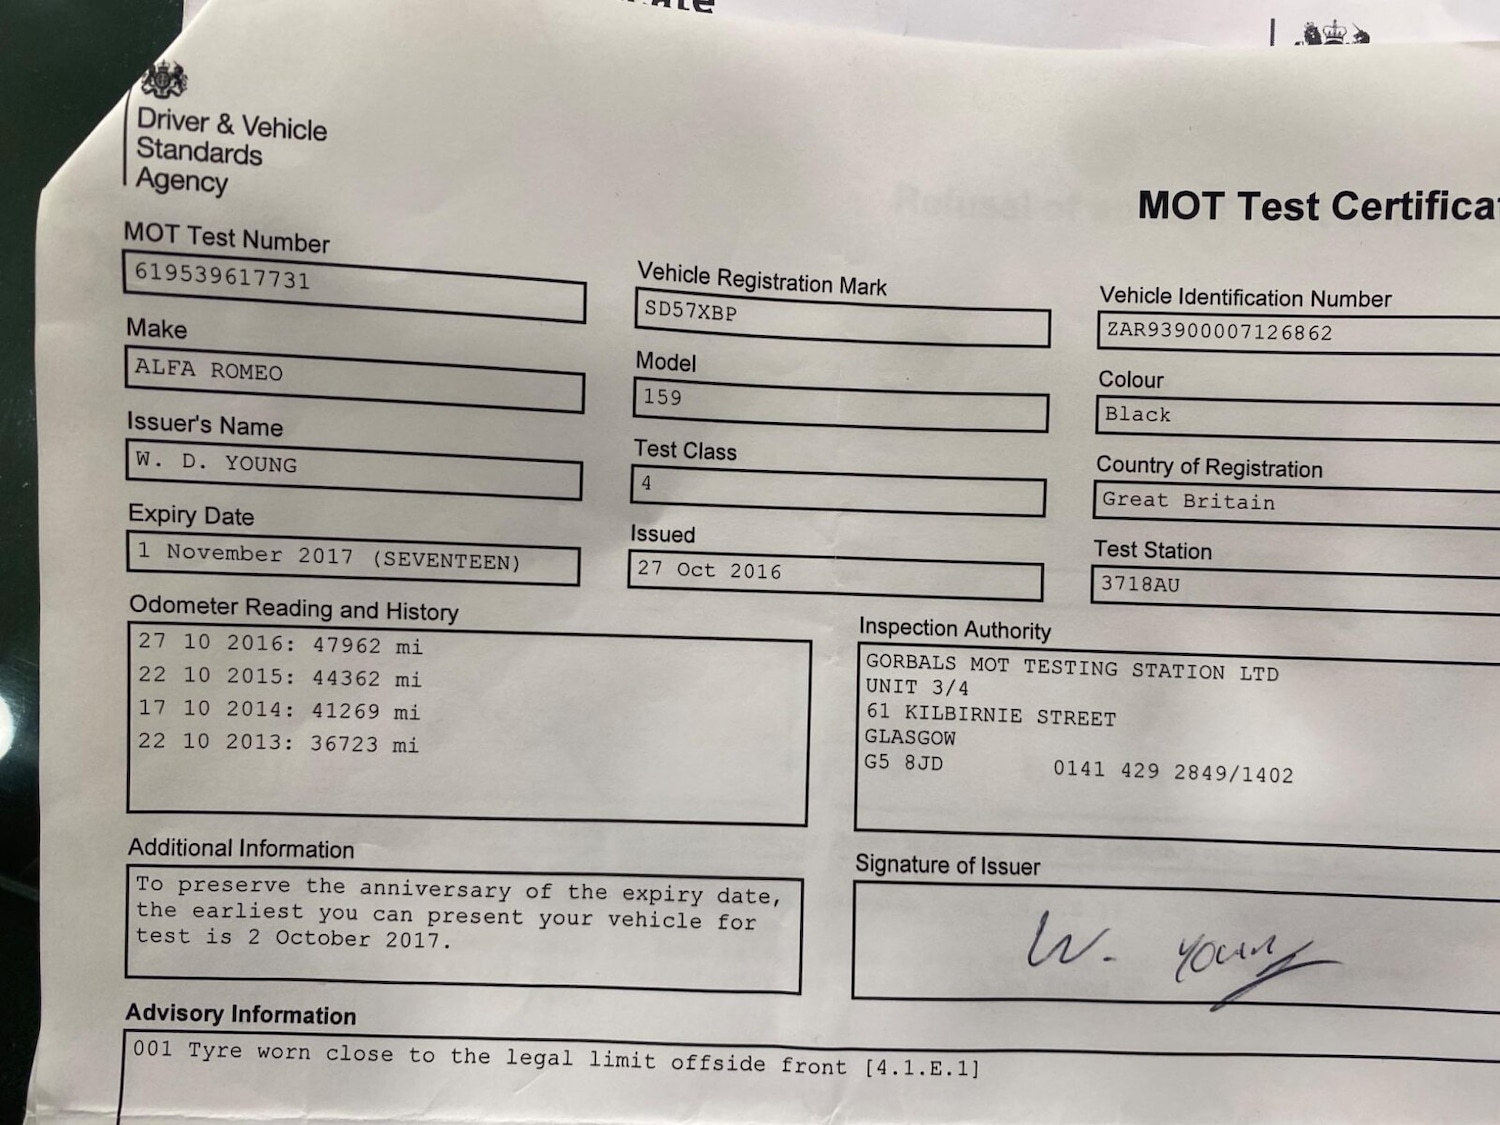 Driver & Vehicle
Standards
Agency
MOT Test Certifica
MOT Test Number
619539617731
Vehicle Registration Mark
SD57XBP
Vehicle Identification Number
ZAR93900007126862
Make
ALFA ROMEO
Model
159
Colour
Black
Issuer's Name
W. D. YOUNG
Test Class
4
Country of Registration
Great Britain
Expiry Date
1 November 2017 (SEVENTEEN)
Issued
27 Oct 2016
Test Station
3718AU
Odometer Reading and History
27 10 2016: 47962 mi
22 10 2015: 44362 mi
17 10 2014: 41269 mi
22 10 2013: 36723 mi
Inspection Authority
GORBALS MOT TESTING STATION LTD
UNIT 3/4
61 KILBIRNIE STREET
GLASGOW
G5 8JD 0141 429 2849/1402
Additional Information
To preserve the anniversary of the expiry date,
the earliest you can present your vehicle for
test is 2 October 2017.
Signature of Issuer
W. Young
Advisory Information
001 Tyre worn close to the legal limit offside front [4.1.E.1]